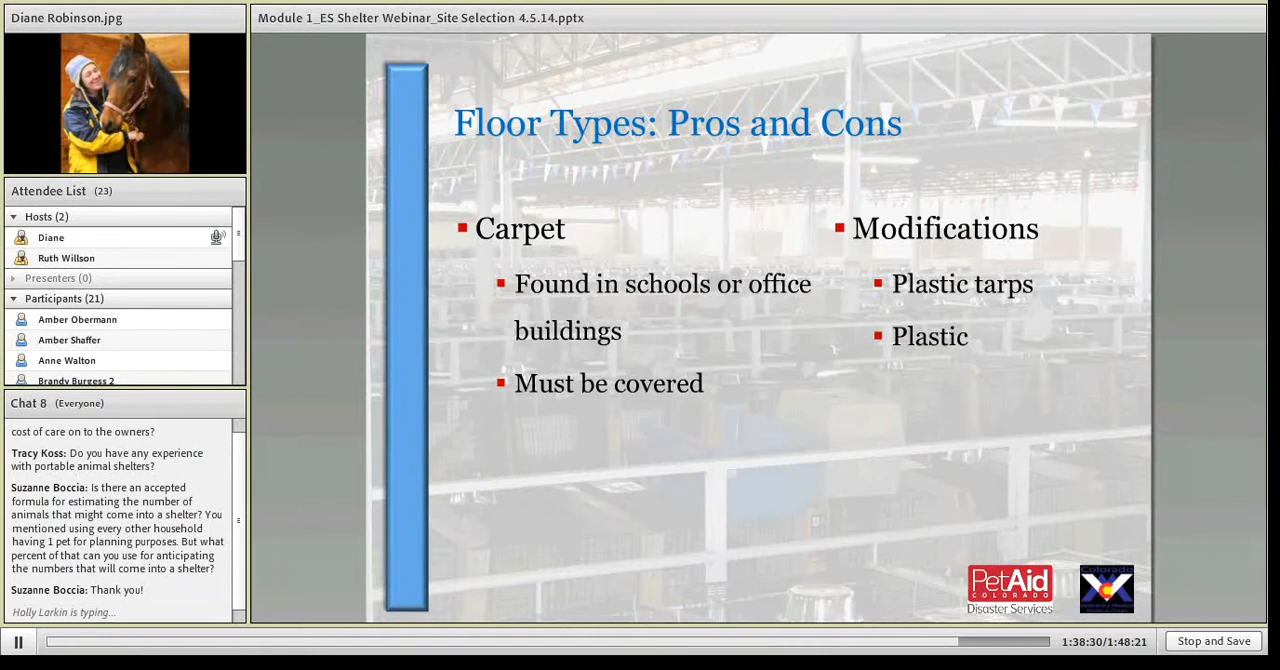 Diane Robinson.jpg
Module 1_ES Shelter Webinar_Site Selection 4.5.14.pptx
Attendee List (23)
Hosts (2)
Diane
Ruth Willson
Presenters (0)
Participants (21)
Amber Obermann
Amber Shaffer
Anne Walton
Brandy Burgess 2
Chat 8 (Everyone)
cost of care on to the owners?
Tracy Koss: Do you have any experience
with portable animal shelters?
Suzanne Boccia: Is there an accepted
formula for estimating the number of
animals that might come into a shelter? You
mentioned using every other household
having 1 pet for planning purposes. But what
percent of that can you use for anticipating
the numbers that will come into a shelter?
Suzanne Boccia: Thank you!
Holly Larkin is typing...
Floor Types: Pros and Cons
Carpet
Found in schools or office
buildings
Must be covered
Modifications
Plastic tarps
Plastic
PetAid
COLORADO
Disaster Services
Colorado
1:38:30/1:48:21
Stop and Save